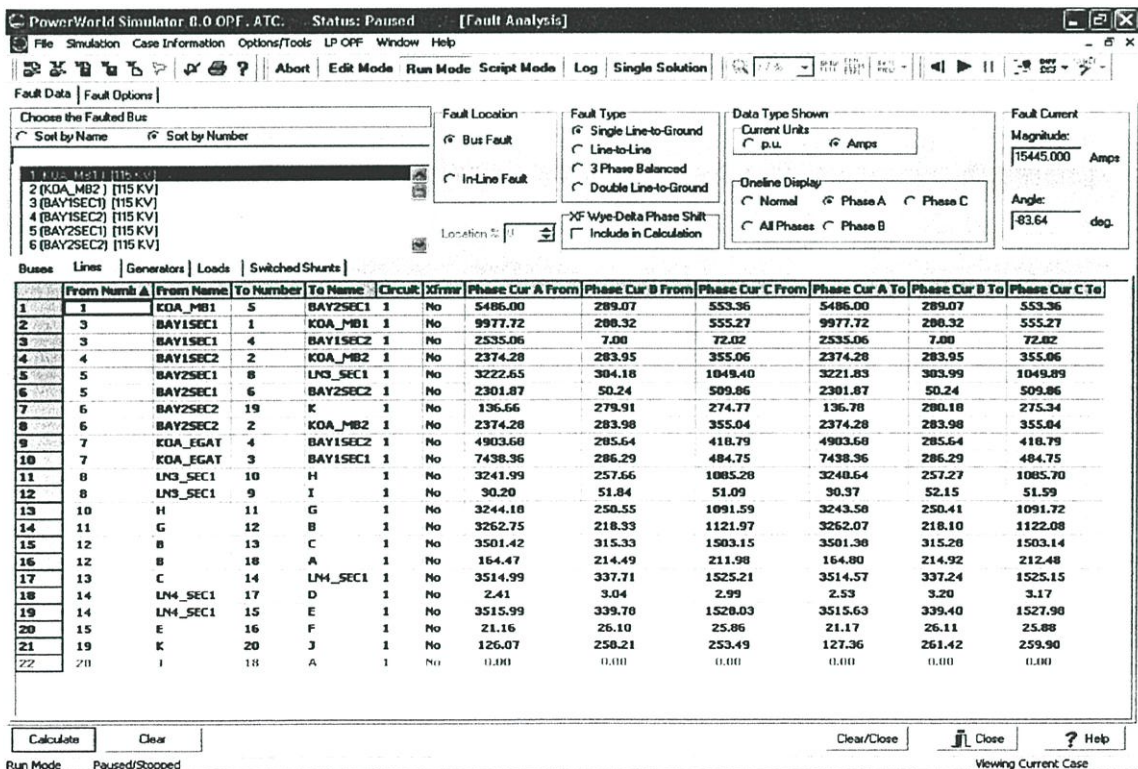 PowerWorld Simulator 8.0 OPF, ATC. Status: Paused [Fault Analysis]
File Simulation Case Information Options/Tools LP OPF Window Help
Abort Edit Mode Run Mode Script Mode Log Single Solution
Fault Data Fault Options
Choose the Faulted Bus
Sort by Name Sort by Number
1 (KOA_MB1) [115 KV]
2 (KOA_MB2 ) [115 KV]
3 (BAY1SEC1) [115 KV]
4 (BAY1SEC2) [115 KV]
5 (BAY2SEC1) [115 KV]
6 (BAY2SEC2) [115 KV]
Fault Location
Bus Fault
In-Line Fault
Location %
Fault Type
Single Line-to-Ground
Line-to-Line
3 Phase Balanced
Double Line-to-Ground
XF Wye-Delta Phase Shift
Include in Calculation
Data Type Shown
Current Units
p.u. Amps
Oneline Display
Normal Phase A Phase C
All Phases Phase B
Fault Current
Magnitude:
15445.000 Amps
Angle:
-83.64 deg.
Buses Lines Generators Loads Switched Shunts
From Numb From Name To Number To Name Circuit Xfrmr Phase Cur A From Phase Cur B From Phase Cur C From Phase Cur A To Phase Cur B To Phase Cur C To
1 1 KOA_MB1 5 BAY2SEC1 1 No 5486.00 289.07 553.36 5486.00 289.07 553.36
2 3 BAY1SEC1 1 KOA_MB1 1 No 9977.72 288.32 555.27 9977.72 288.32 555.27
3 3 BAY1SEC1 4 BAY1SEC2 1 No 2535.06 7.00 72.02 2535.06 7.00 72.02
4 4 BAY1SEC2 2 KOA_MB2 1 No 2374.28 283.95 355.06 2374.28 283.95 355.06
5 5 BAY2SEC1 8 LN3_SEC1 1 No 3222.65 304.18 1049.40 3221.83 303.99 1049.89
6 5 BAY2SEC1 6 BAY2SEC2 1 No 2301.87 50.24 509.86 2301.87 50.24 509.86
7 6 BAY2SEC2 19 K 1 No 136.66 279.91 274.77 136.78 280.18 275.34
8 6 BAY2SEC2 2 KOA_MB2 1 No 2374.28 283.98 355.04 2374.28 283.98 355.04
9 7 KOA_EGAT 4 BAY1SEC2 1 No 4903.68 285.64 418.79 4903.68 285.64 418.79
10 7 KOA_EGAT 3 BAY1SEC1 1 No 7438.36 286.29 484.75 7438.36 286.29 484.75
11 8 LN3_SEC1 10 H 1 No 3241.99 257.66 1085.28 3240.64 257.27 1085.70
12 8 LN3_SEC1 9 I 1 No 30.20 51.84 51.09 30.37 52.15 51.59
13 10 H 11 G 1 No 3244.18 250.55 1091.59 3243.58 250.41 1091.72
14 11 G 12 B 1 No 3262.75 218.33 1121.97 3262.07 218.10 1122.08
15 12 B 13 C 1 No 3501.42 315.33 1503.15 3501.38 315.28 1503.14
16 12 B 18 A 1 No 164.47 214.49 211.98 164.80 214.92 212.48
17 13 C 14 LN4_SEC1 1 No 3514.99 337.71 1525.21 3514.57 337.24 1525.15
18 14 LN4_SEC1 17 D 1 No 2.41 3.04 2.99 2.53 3.20 3.17
19 14 LN4_SEC1 15 E 1 No 3515.99 339.78 1528.03 3515.63 339.40 1527.98
20 15 E 16 F 1 No 21.16 26.10 25.86 21.17 26.11 25.88
21 19 K 20 J 1 No 126.07 258.21 253.49 127.36 261.42 259.90
22 20 J 18 A 1 No 0.00 0.00 0.00 0.00 0.00 0.00
Calculate Clear Clear/Close Close Help
Run Mode Paused/Stopped Viewing Current Case